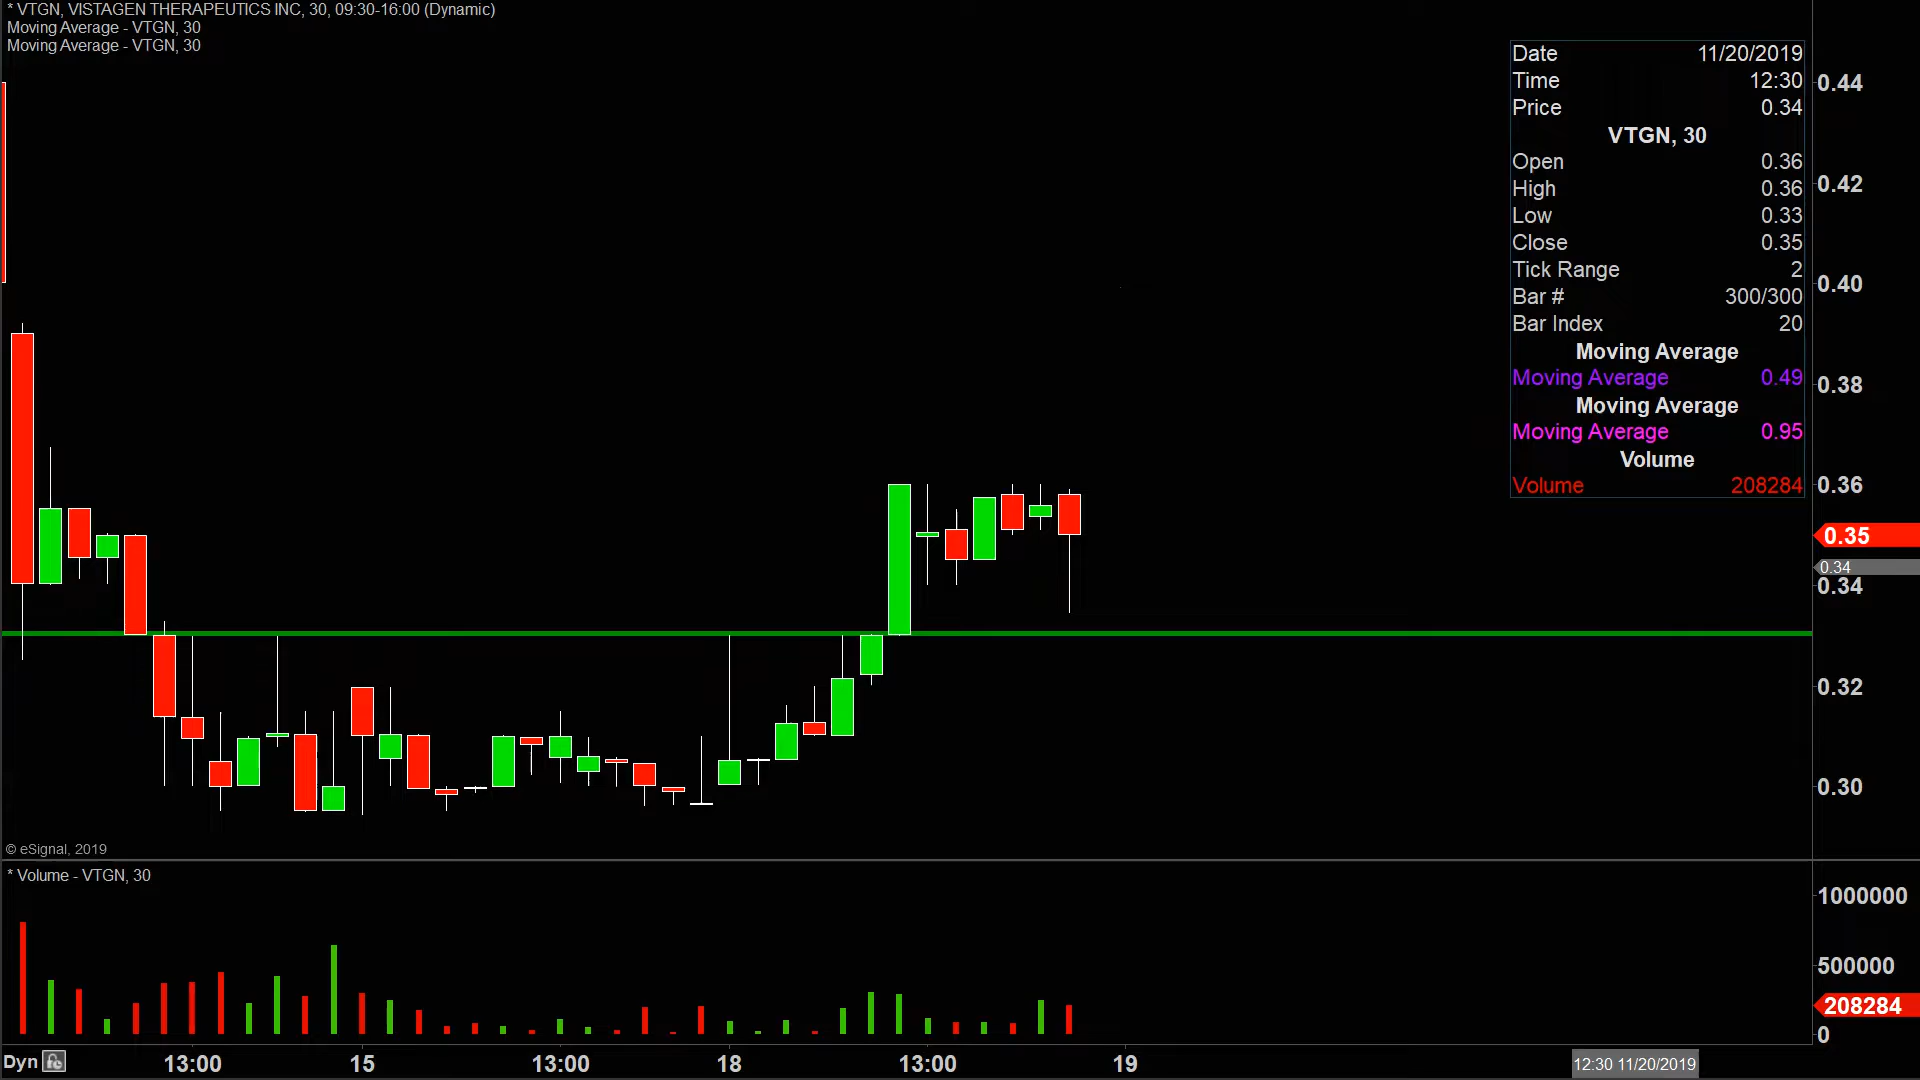 * VTGN, VISTAGEN THERAPEUTICS INC, 30, 09:30-16:00 (Dynamic)
Moving Average - VTGN, 30
Moving Average - VTGN, 30
Date 11/20/2019
Time 12:30
Price 0.34
VTGN, 30
Open 0.36
High 0.36
Low 0.33
Close 0.35
Tick Range 2
Bar # 300/300
Bar Index 20
Moving Average
Moving Average 0.49
Moving Average
Moving Average 0.95
Volume
Volume 208284
0.44
0.42
0.40
0.38
0.36
0.35
0.34
0.34
0.32
0.30
© eSignal, 2019
* Volume - VTGN, 30
1000000
500000
208284
0
Dyn 13:00 15 13:00 18 13:00 19 12:30 11/20/2019